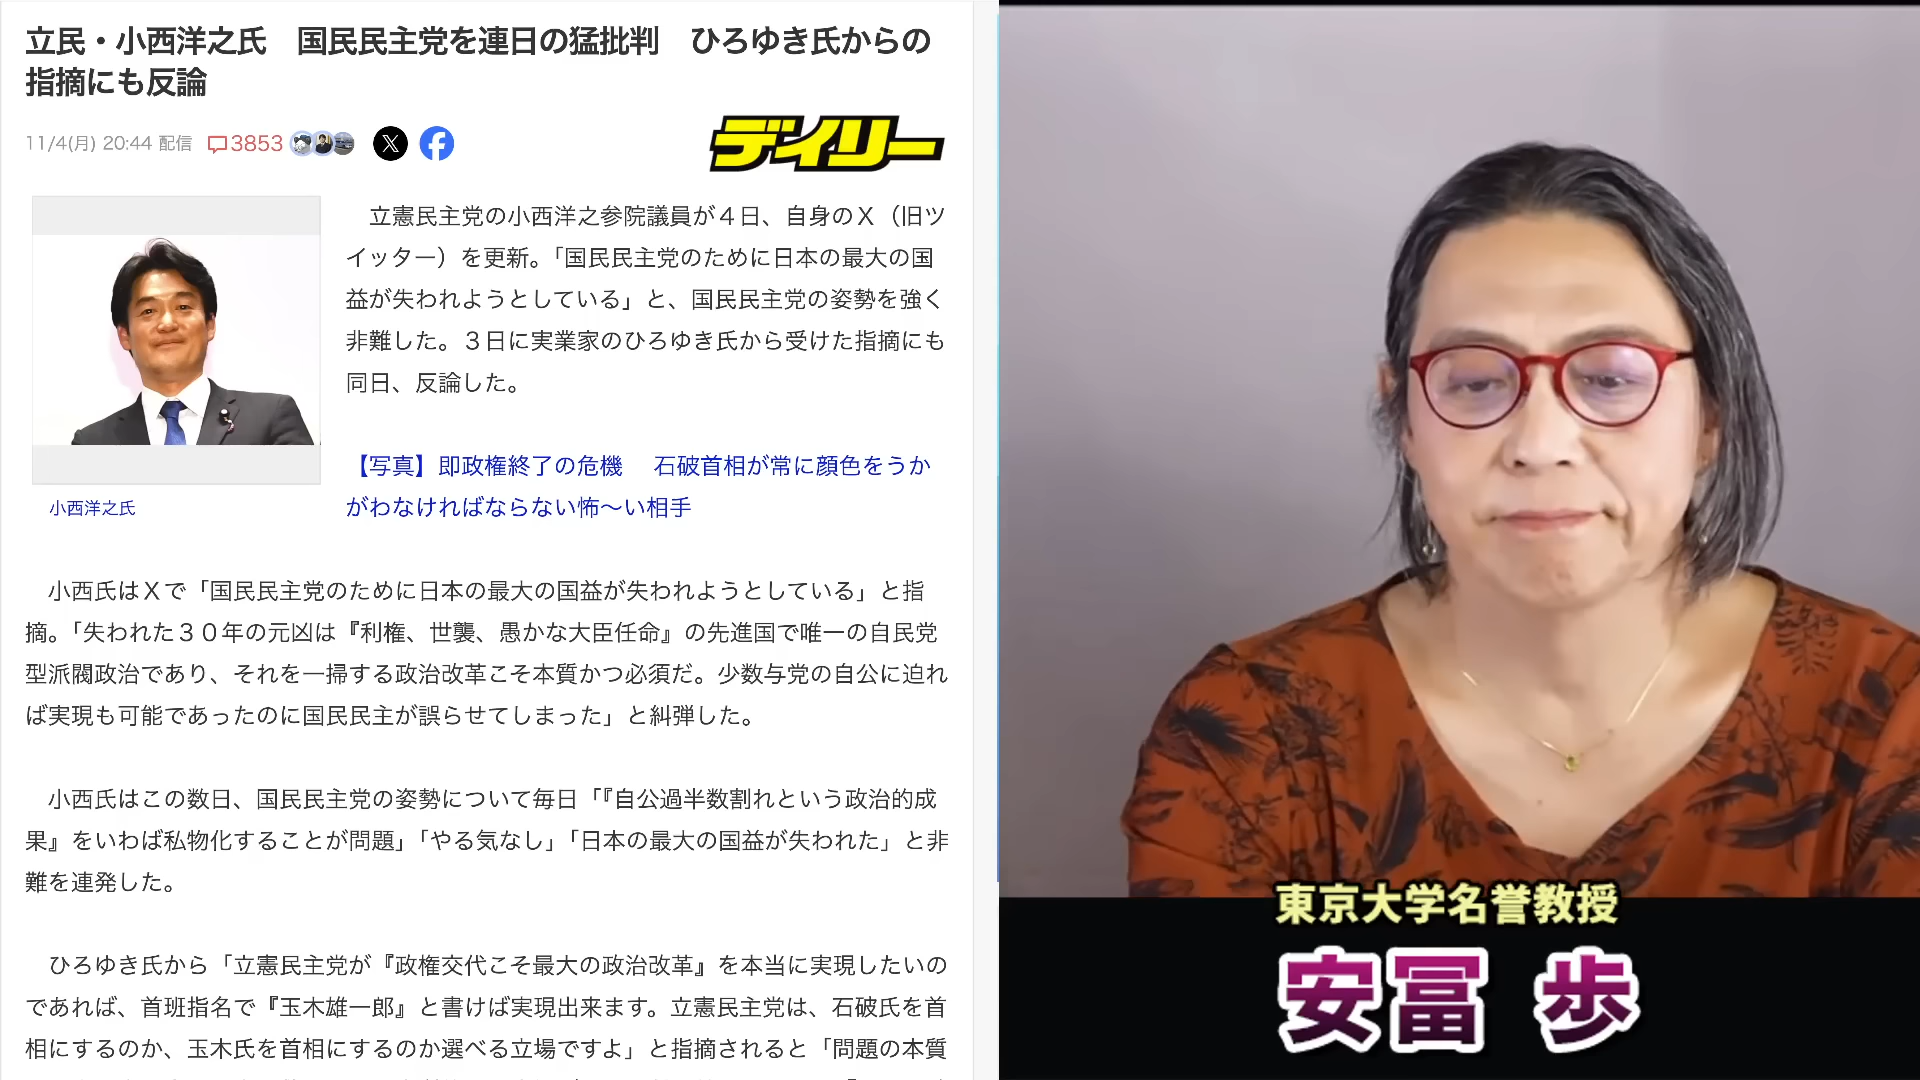 立民・小西洋之氏　国民民主党を連日の猛批判　ひろゆき氏からの
指摘にも反論
11/4(月) 20:44 配信 3853
デイリー
立憲民主党の小西洋之参院議員が４日、自身のＸ（旧ツ
イッター）を更新。「国民民主党のために日本の最大の国
益が失われようとしている」と、国民民主党の姿勢を強く
非難した。３日に実業家のひろゆき氏から受けた指摘にも
同日、反論した。
【写真】即政権終了の危機　石破首相が常に顔色をうか
がわなければならない怖〜い相手
小西洋之氏
小西氏はＸで「国民民主党のために日本の最大の国益が失われようとしている」と指
摘。「失われた３０年の元凶は『利権、世襲、愚かな大臣任命』の先進国で唯一の自民党
型派閥政治であり、それを一掃する政治改革こそ本質かつ必須だ。少数与党の自公に迫れ
ば実現も可能であったのに国民民主が誤らせてしまった」と糾弾した。
小西氏はこの数日、国民民主党の姿勢について毎日「『自公過半数割れという政治的成
果』をいわば私物化することが問題」「やる気なし」「日本の最大の国益が失われた」と非
難を連発した。
ひろゆき氏から「立憲民主党が『政権交代こそ最大の政治改革』を本当に実現したいの
であれば、首班指名で『玉木雄一郎』と書けば実現出来ます。立憲民主党は、石破氏を首
相にするのか、玉木氏を首相にするのか選べる立場ですよ」と指摘されると「問題の本質
東京大学名誉教授
安冨 歩